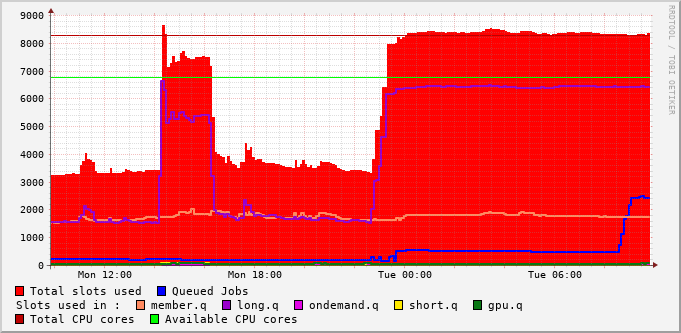 9000
8000
7000
6000
5000
4000
3000
2000
1000
0
Mon 12:00 Mon 18:00 Tue 00:00 Tue 06:00
RRDTOOL / TOBI OETIKER
Total slots used Queued Jobs
Slots used in : member.q long.q ondemand.q short.q gpu.q
Total CPU cores Available CPU cores